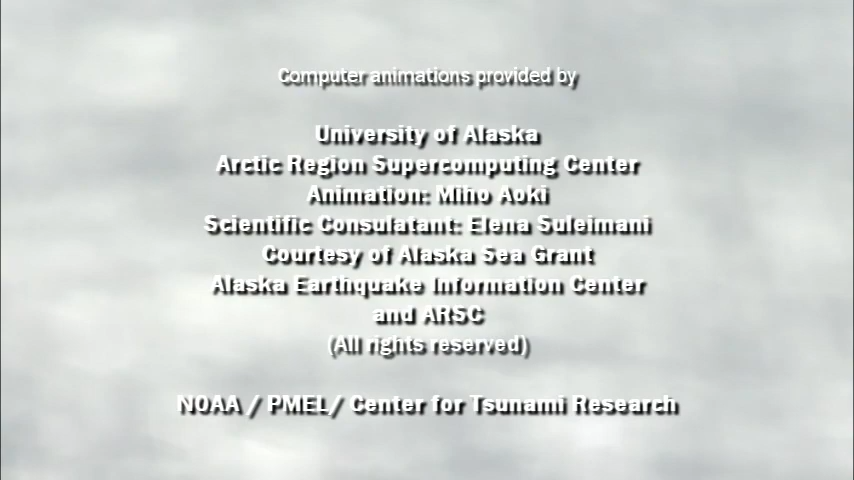 Computer animations provided by
University of Alaska
Arctic Region Supercomputing Center
Animation: Miho Aoki
Scientific Consulatant: Elena Suleimani
Courtesy of Alaska Sea Grant
Alaska Earthquake Information Center
and ARSC
(All rights reserved)
NOAA / PMEL/ Center for Tsunami Research